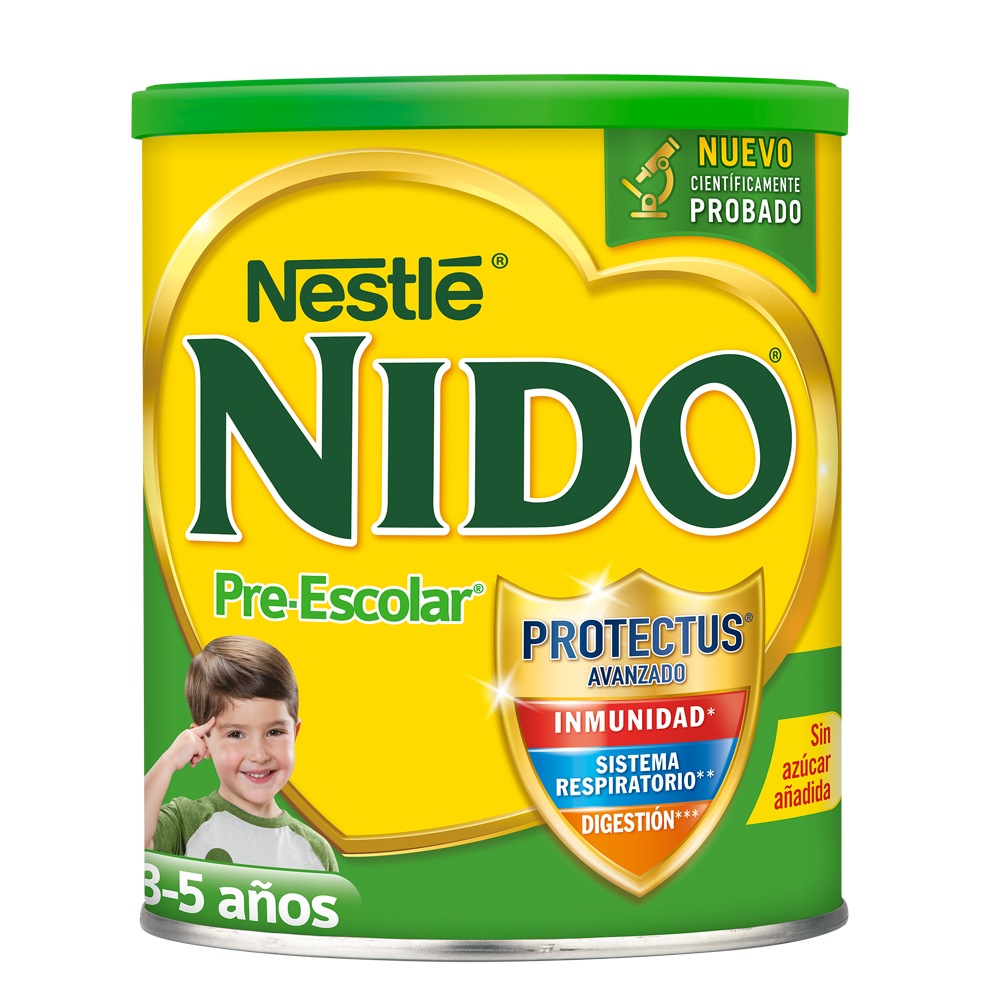 NUEVO
CIENTÍFICAMENTE
PROBADO
Nestlé®
NIDO®
Pre-Escolar®
PROTECTUS®
AVANZADO
INMUNIDAD*
SISTEMA
RESPIRATORIO**
DIGESTIÓN***
Sin
azúcar
añadida
3-5 años